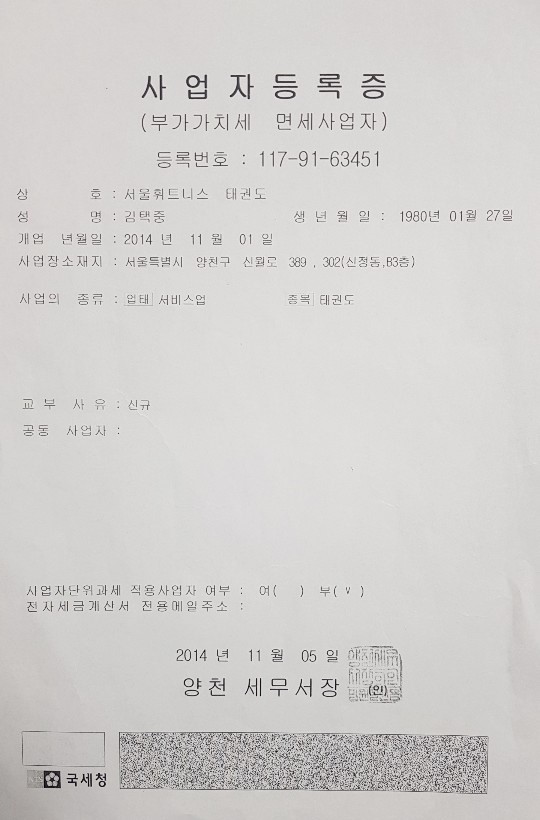 사업자등록증
(부가가치세 면세사업자)
등록번호 : 117-91-63451
상 호 : 서울휘트니스 태권도
성 명 : 김택중 생 년 월 일 : 1980년 01월 27일
개업 년월일 : 2014 년 11 월 01 일
사업장소재지 : 서울특별시 양천구 신월로 389 , 302(신정동,B3층)
사업의 종류 : 업태 서비스업 종목 태권도
교 부 사 유 : 신규
공동 사업자 :
사업자단위과세 적용사업자 여부 : 여( ) 부( v )
전자세금계산서 전용메일주소 :
2014 년 11 월 05 일
양천 세무서장 (인)
국세청